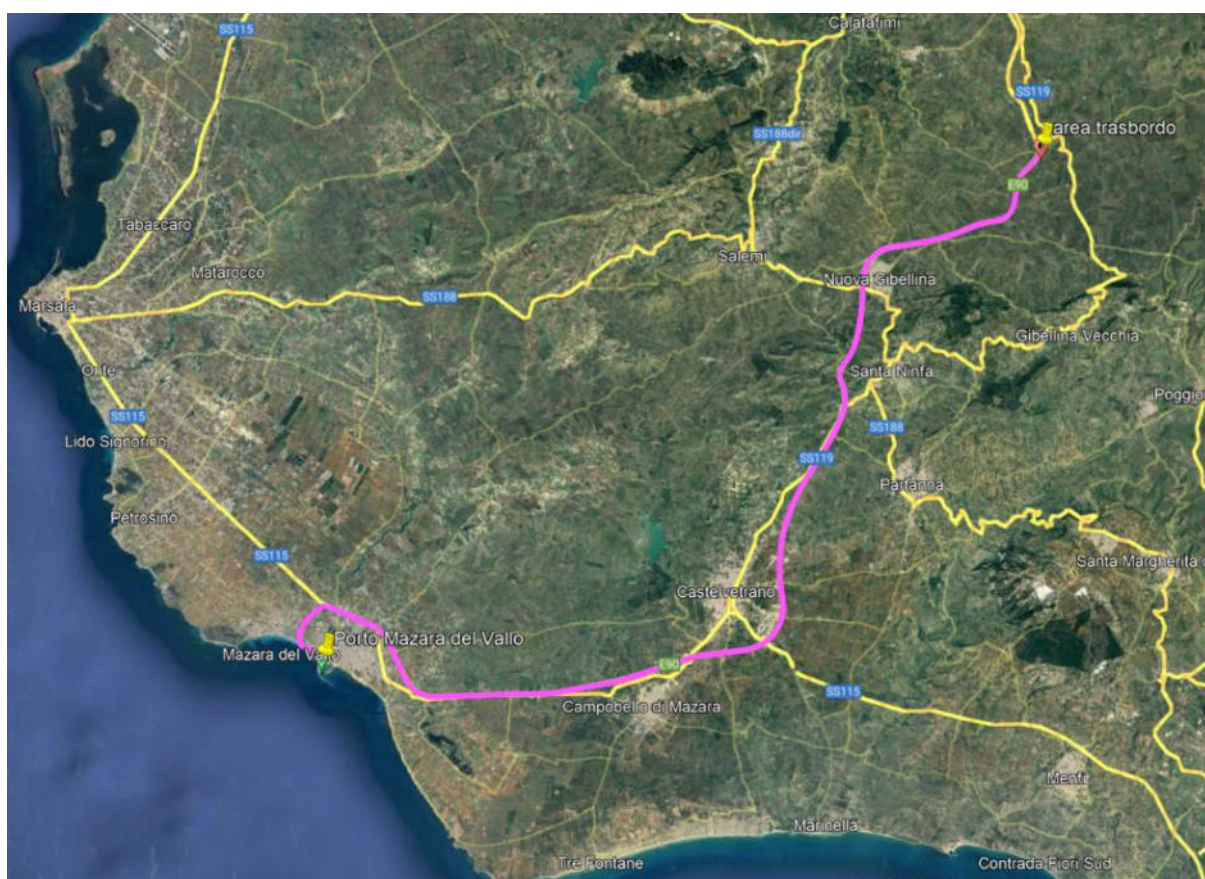 Calatafimi
SS115
SS119
area trasbordo
SS188dir
E90
Tabaccaro
Salemi
Matarocco
Nuova Gibellina
SS188
Marsala
Gibellina Vecchia
Santa Ninfa
Poggio
SS115
SS188
Lido Signorino
SS119
Partanna
Petrosino
SS115
Santa Margherita
Castelvetrano
Porto Mazara del Vallo
Mazara del Vallo
E90
SS115
Campobello di Mazara
Menfi
Marinella
Tre Fontane
Contrada Fiori Sud